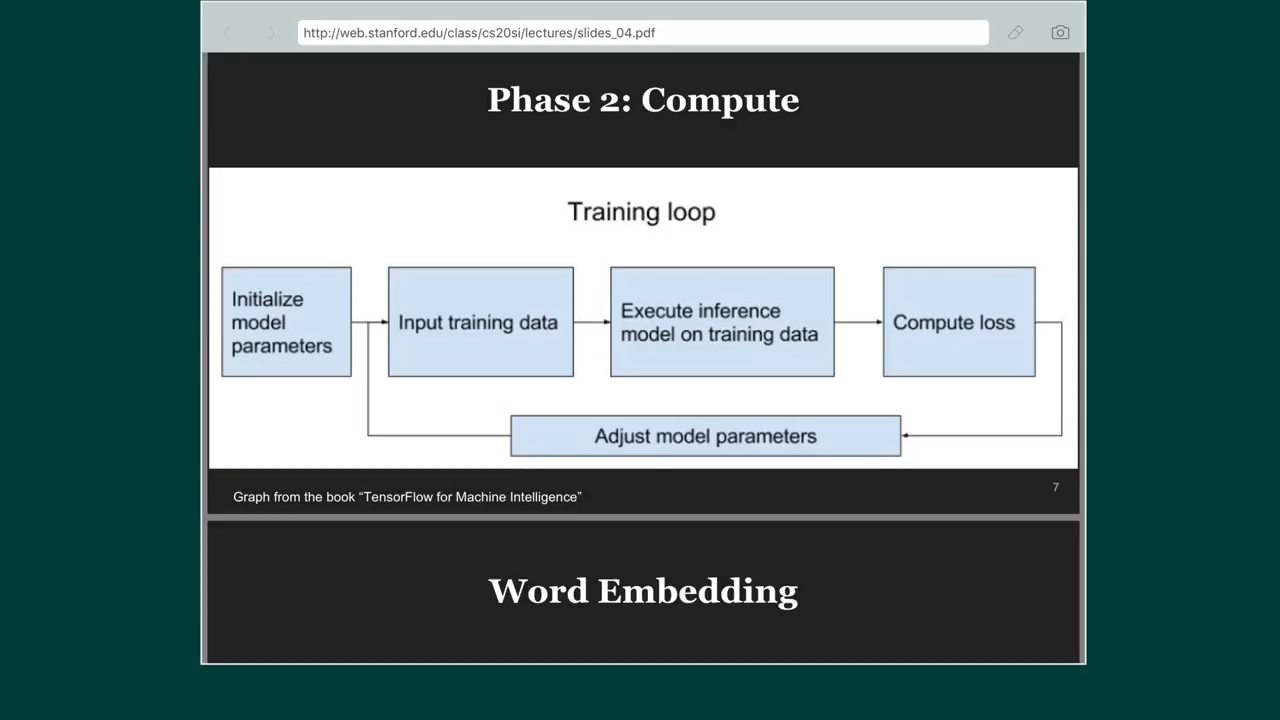 http://web.stanford.edu/class/cs20si/lectures/slides_04.pdf
Phase 2: Compute
Training loop
Initialize
model
parameters
Input training data
Execute inference
model on training data
Compute loss
Adjust model parameters
Graph from the book “TensorFlow for Machine Intelligence”
7
Word Embedding